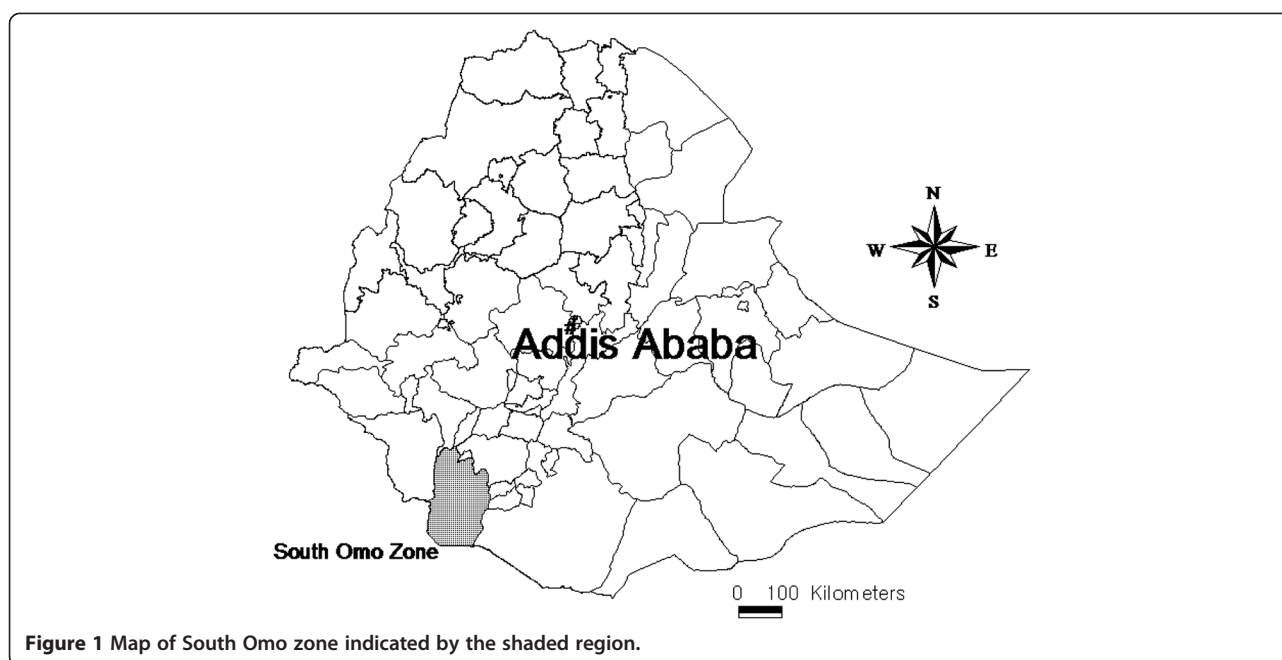 N
W E
S
#
Addis Ababa
South Omo Zone
0 100 Kilometers
Figure 1 Map of South Omo zone indicated by the shaded region.